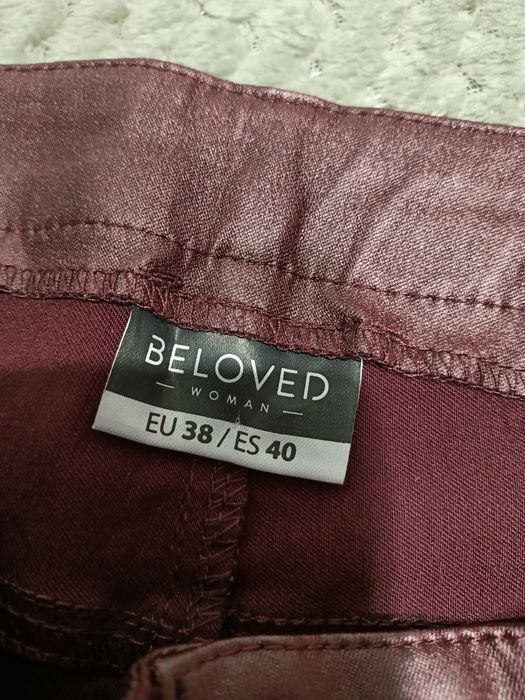 BELOVED
— WOMAN —
EU 38 / ES 40